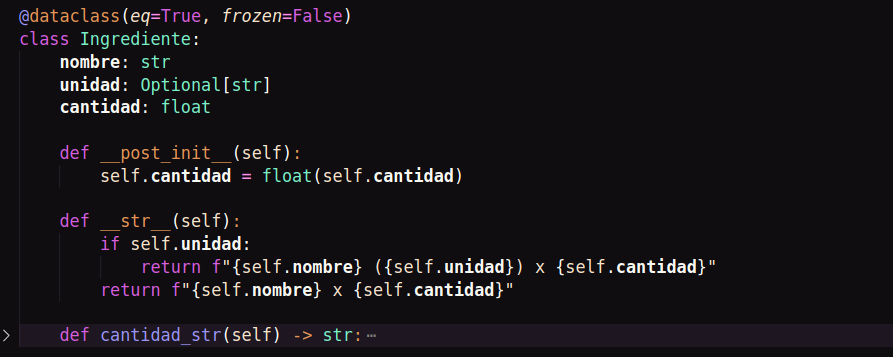 @dataclass(eq=True, frozen=False)
class Ingrediente:
    nombre: str
    unidad: Optional[str]
    cantidad: float

    def __post_init__(self):
        self.cantidad = float(self.cantidad)

    def __str__(self):
        if self.unidad:
            return f"{self.nombre} ({self.unidad}) x {self.cantidad}"
        return f"{self.nombre} x {self.cantidad}"

    def cantidad_str(self) -> str:⋯